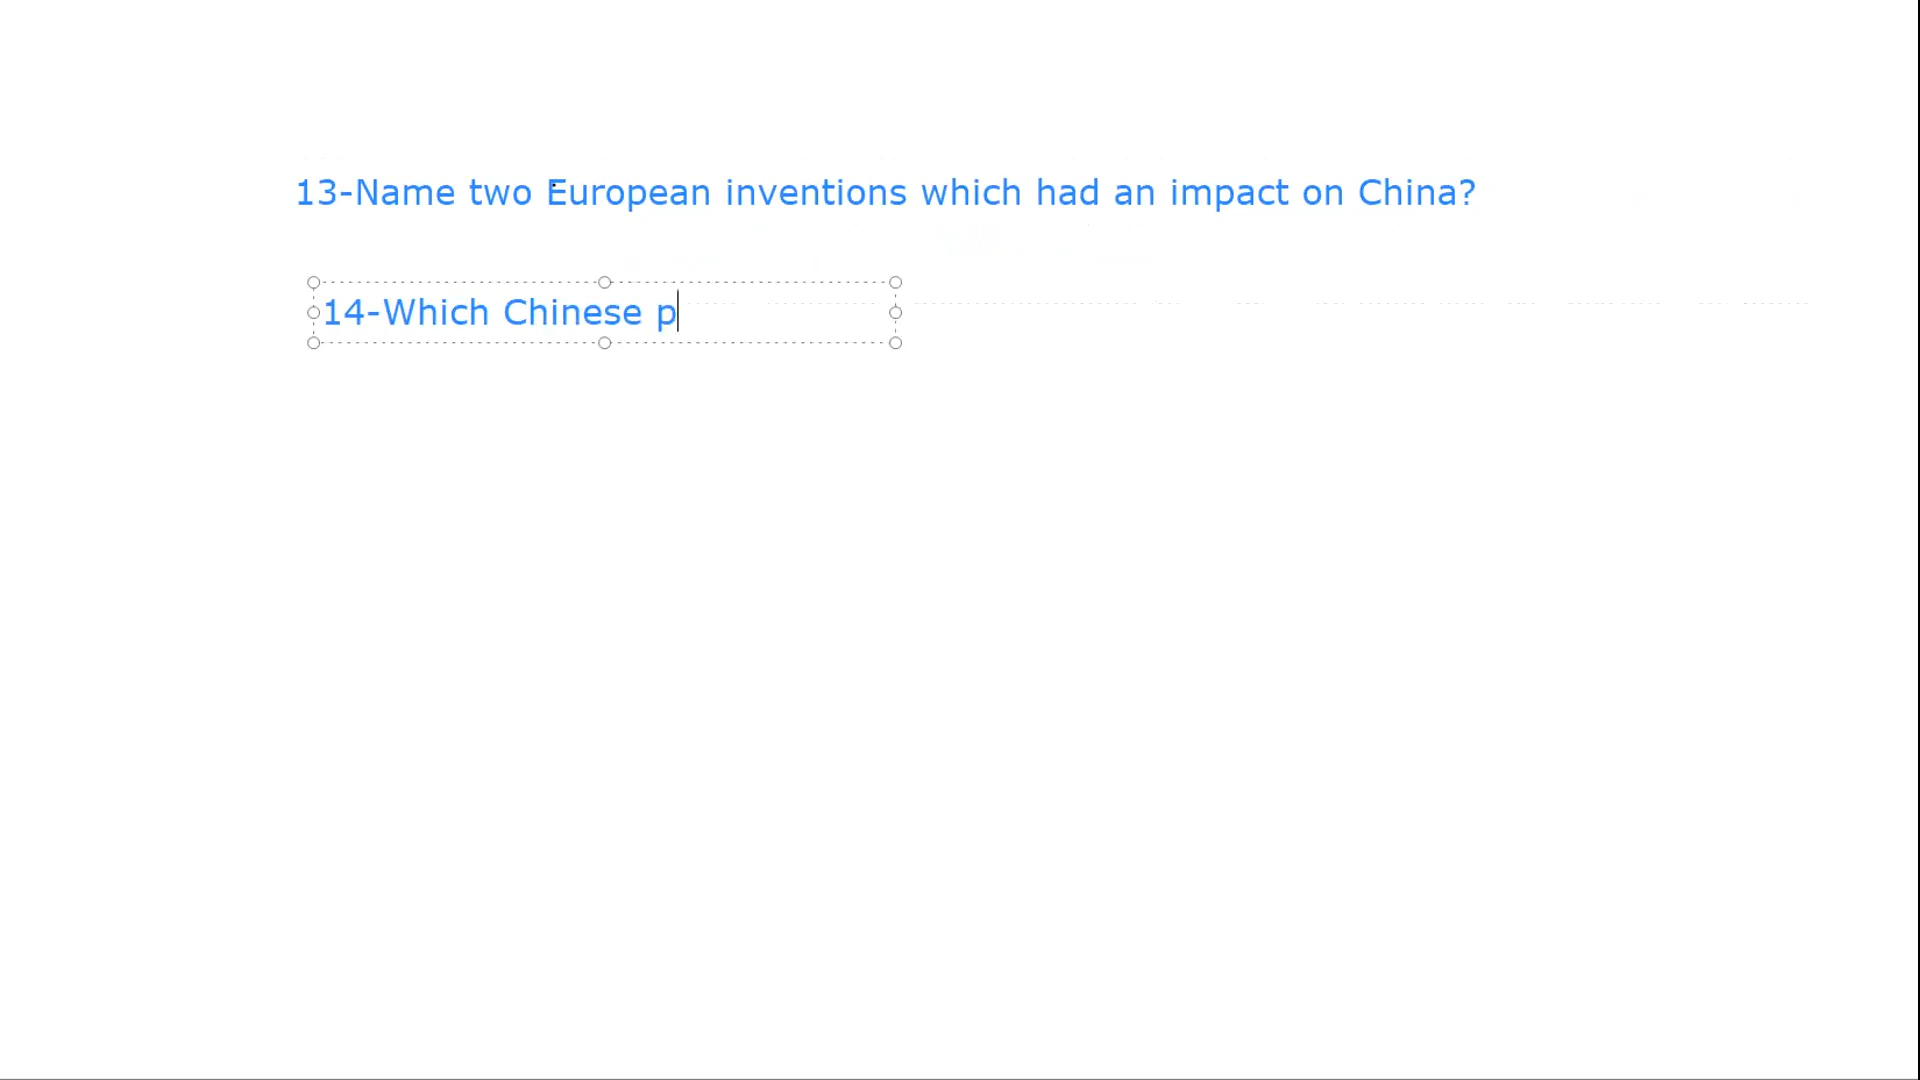 13-Name two European inventions which had an impact on China?
14-Which Chinese p